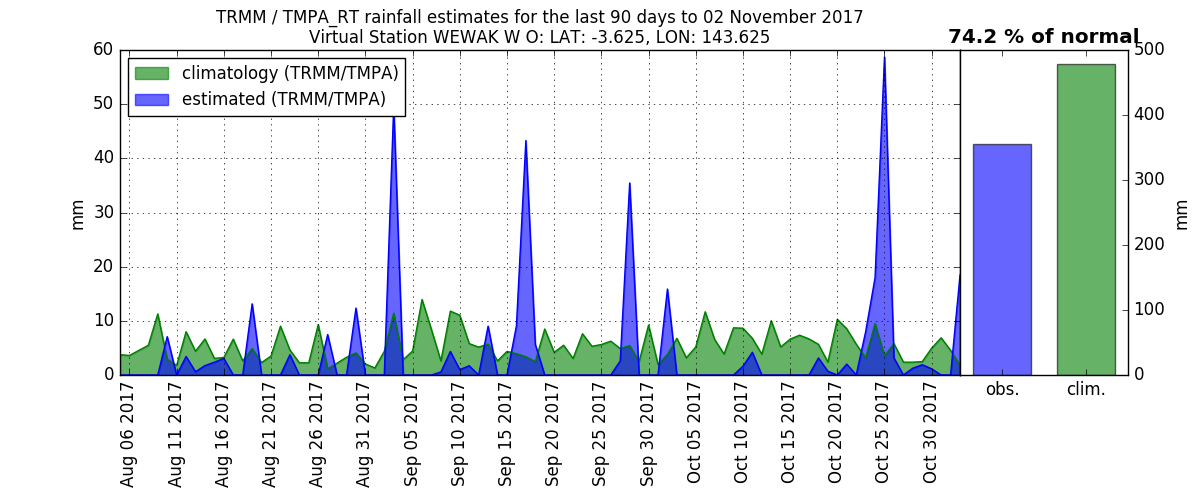 TRMM / TMPA_RT rainfall estimates for the last 90 days to 02 November 2017
Virtual Station WEWAK W O: LAT: -3.625, LON: 143.625
74.2 % of normal
climatology (TRMM/TMPA)
estimated (TRMM/TMPA)
60
50
40
30
20
10
0
mm
Aug 06 2017
Aug 11 2017
Aug 16 2017
Aug 21 2017
Aug 26 2017
Aug 31 2017
Sep 05 2017
Sep 10 2017
Sep 15 2017
Sep 20 2017
Sep 25 2017
Sep 30 2017
Oct 05 2017
Oct 10 2017
Oct 15 2017
Oct 20 2017
Oct 25 2017
Oct 30 2017
obs.
clim.
500
400
300
200
100
0
mm